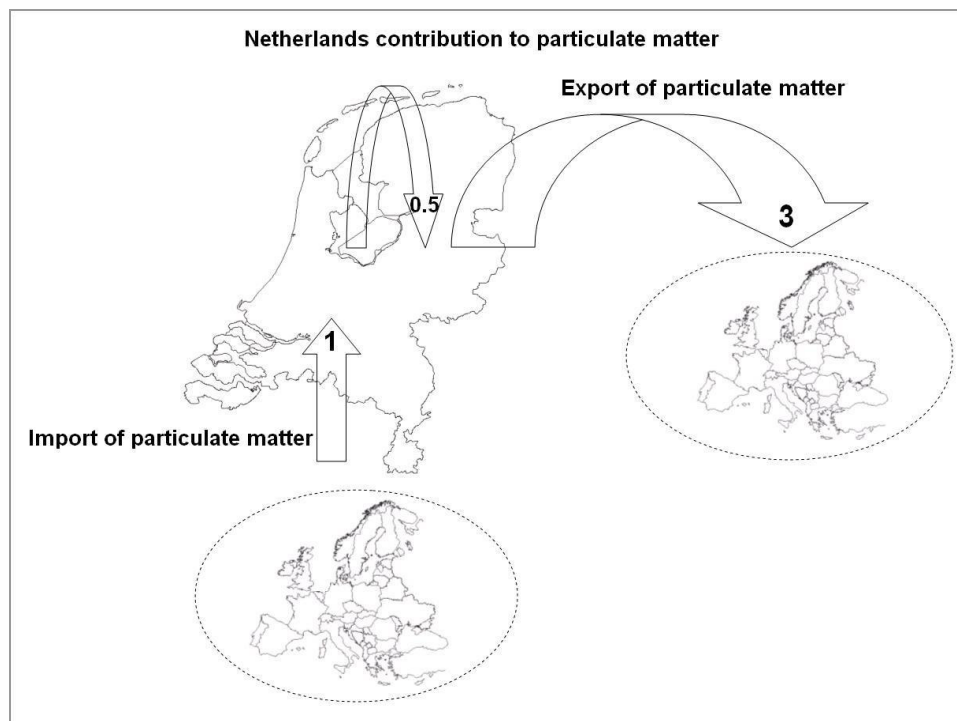 Netherlands contribution to particulate matter
Export of particulate matter
0.5
3
1
Import of particulate matter